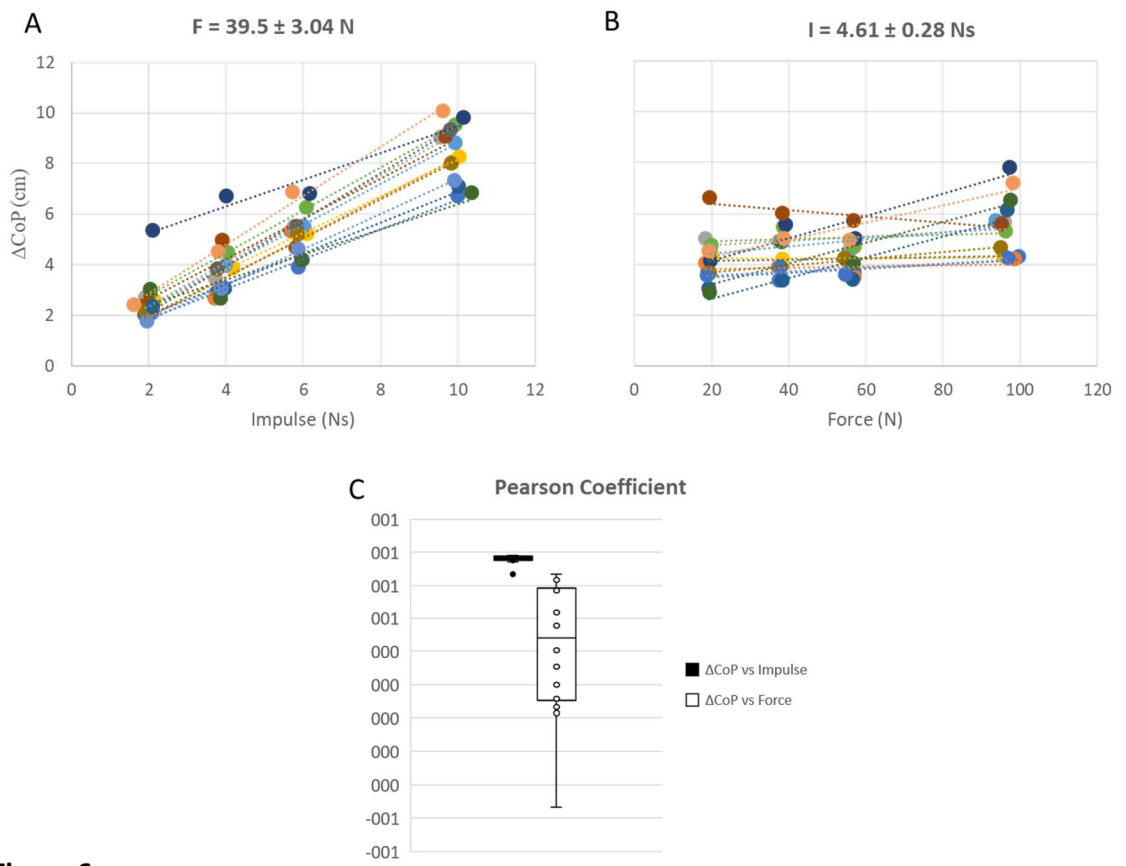 A
F = 39.5 ± 3.04 N
12
10
8
6
4
2
0
ΔCoP (cm)
0 2 4 6 8 10 12
Impulse (Ns)
B
I = 4.61 ± 0.28 Ns
0 20 40 60 80 100 120
Force (N)
C
Pearson Coefficient
001
001
001
001
000
000
000
000
000
-001
-001
ΔCoP vs Impulse
ΔCoP vs Force